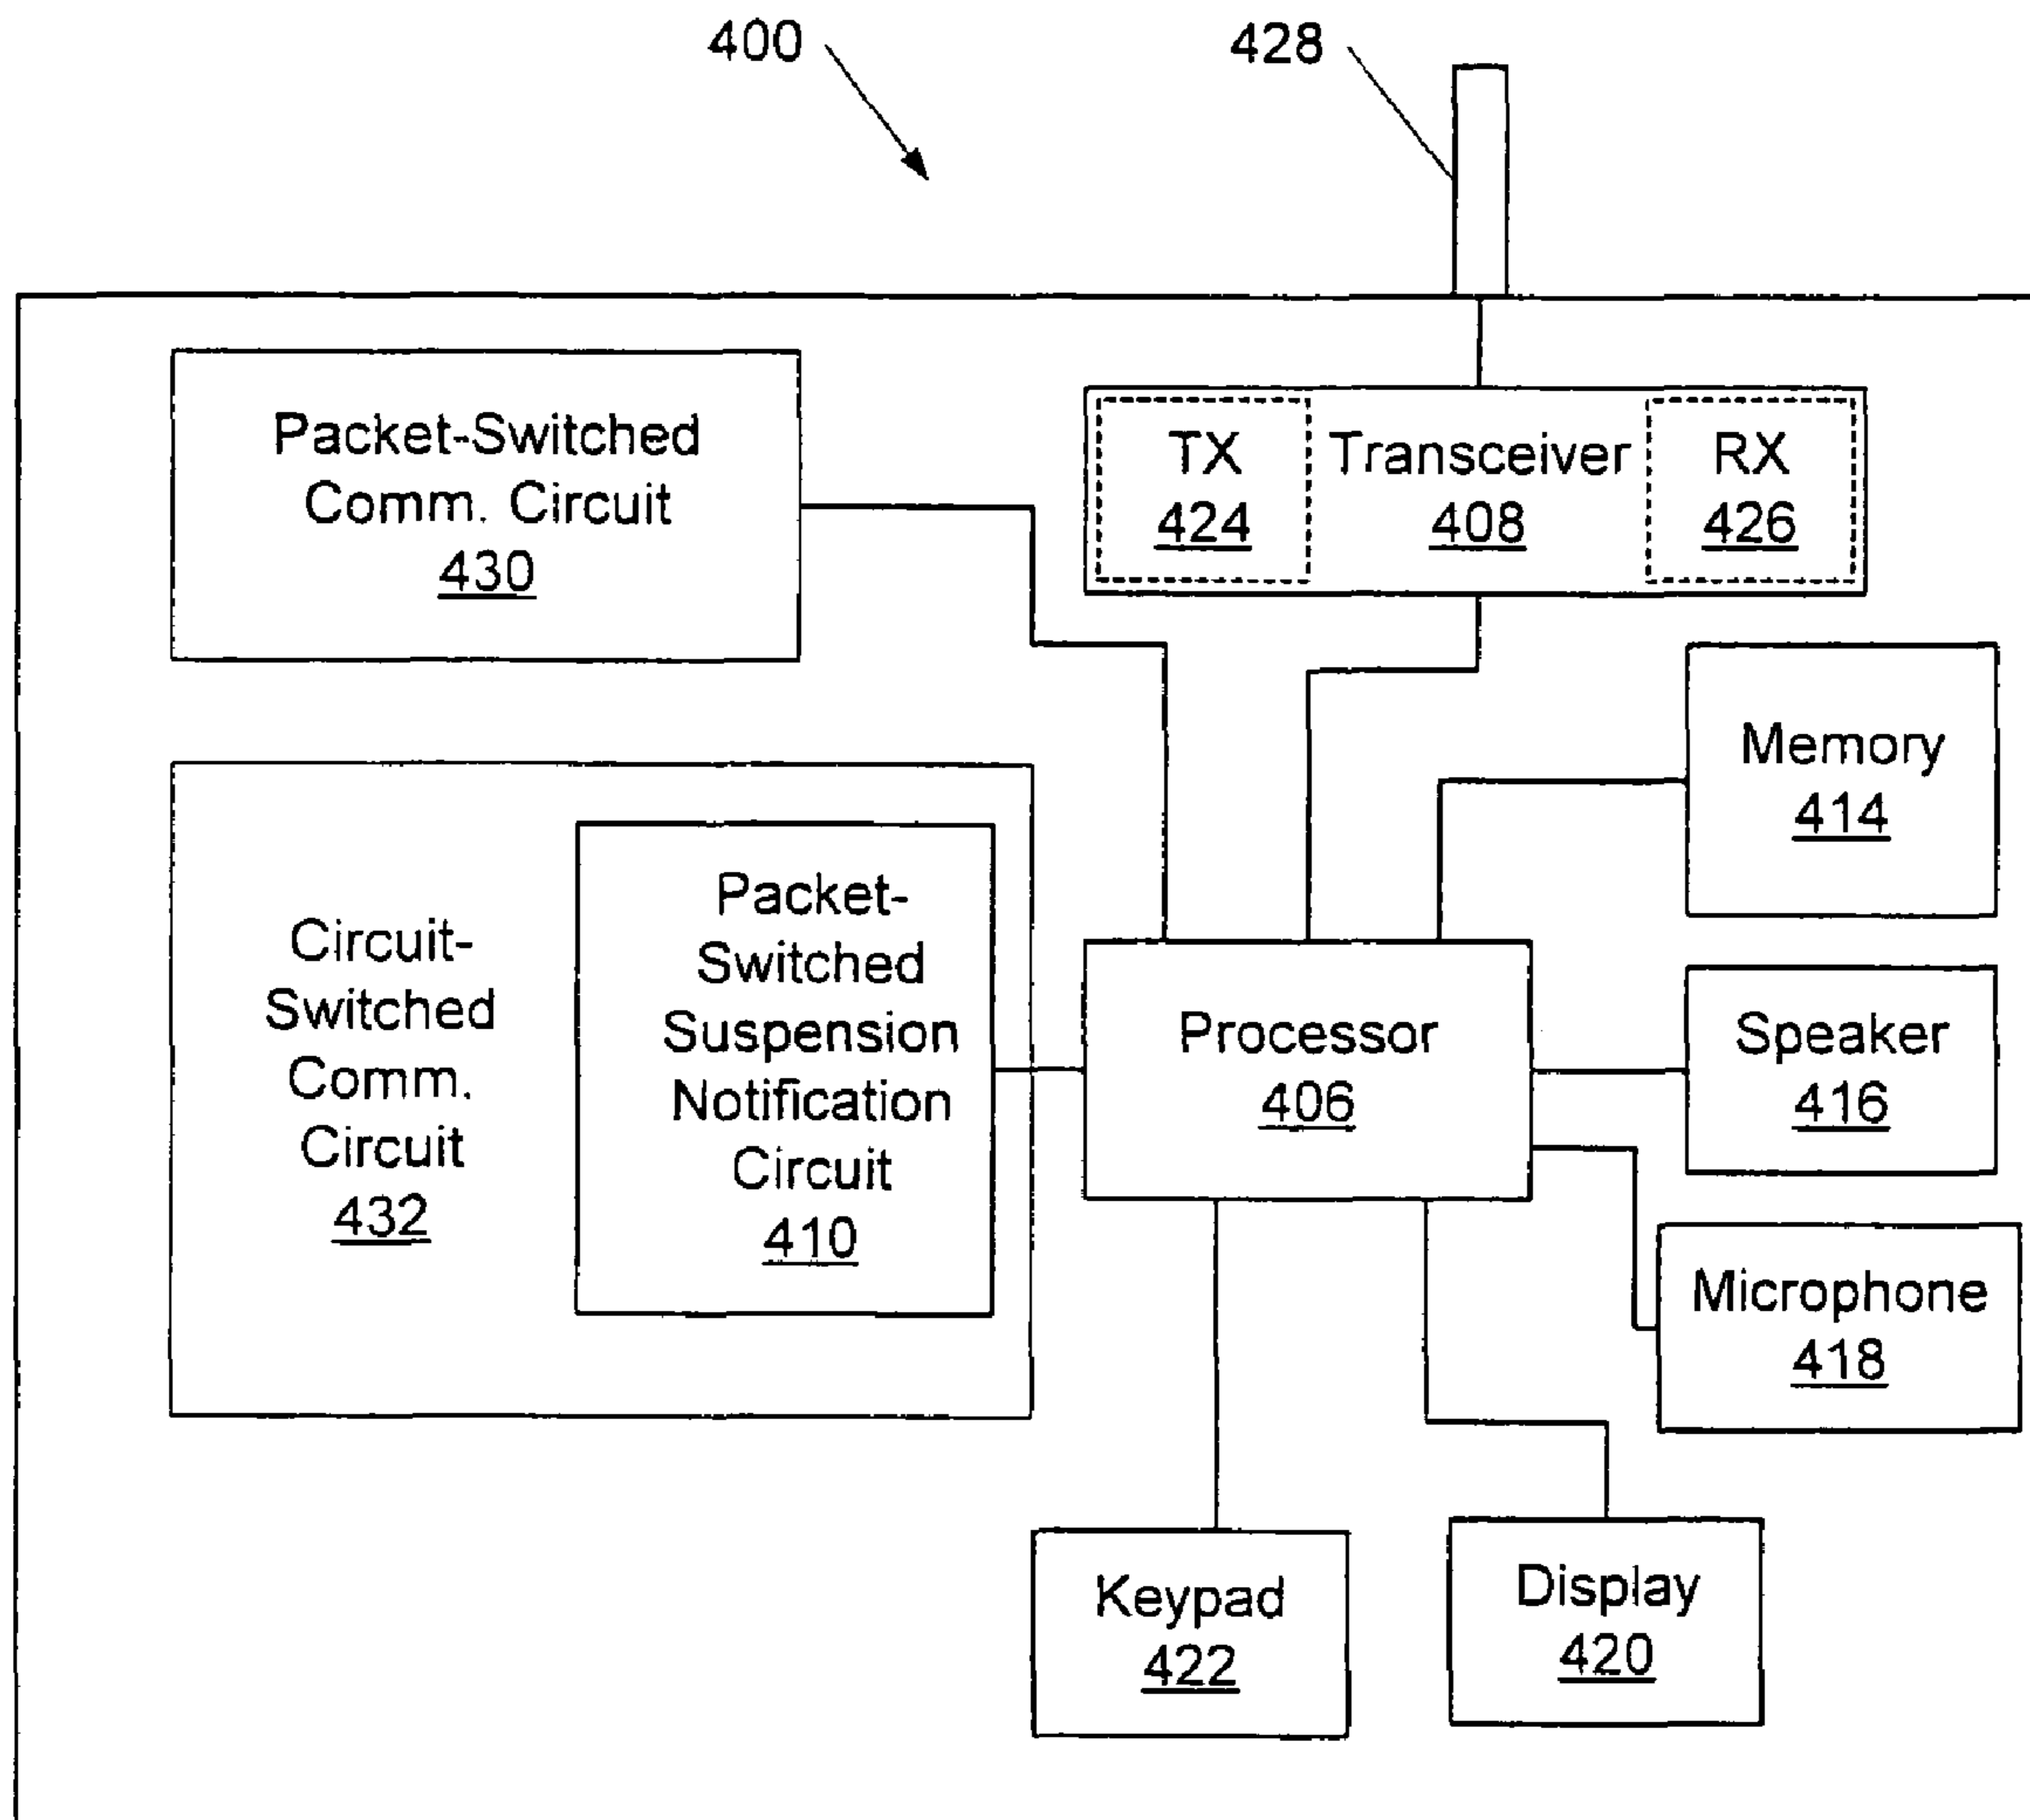 400
428
Packet-Switched
Comm. Circuit
430
TX
424
Transceiver
408
RX
426
Memory
414
Circuit-
Switched
Comm.
Circuit
432
Packet-
Switched
Suspension
Notification
Circuit
410
Processor
406
Speaker
416
Microphone
418
Keypad
422
Display
420